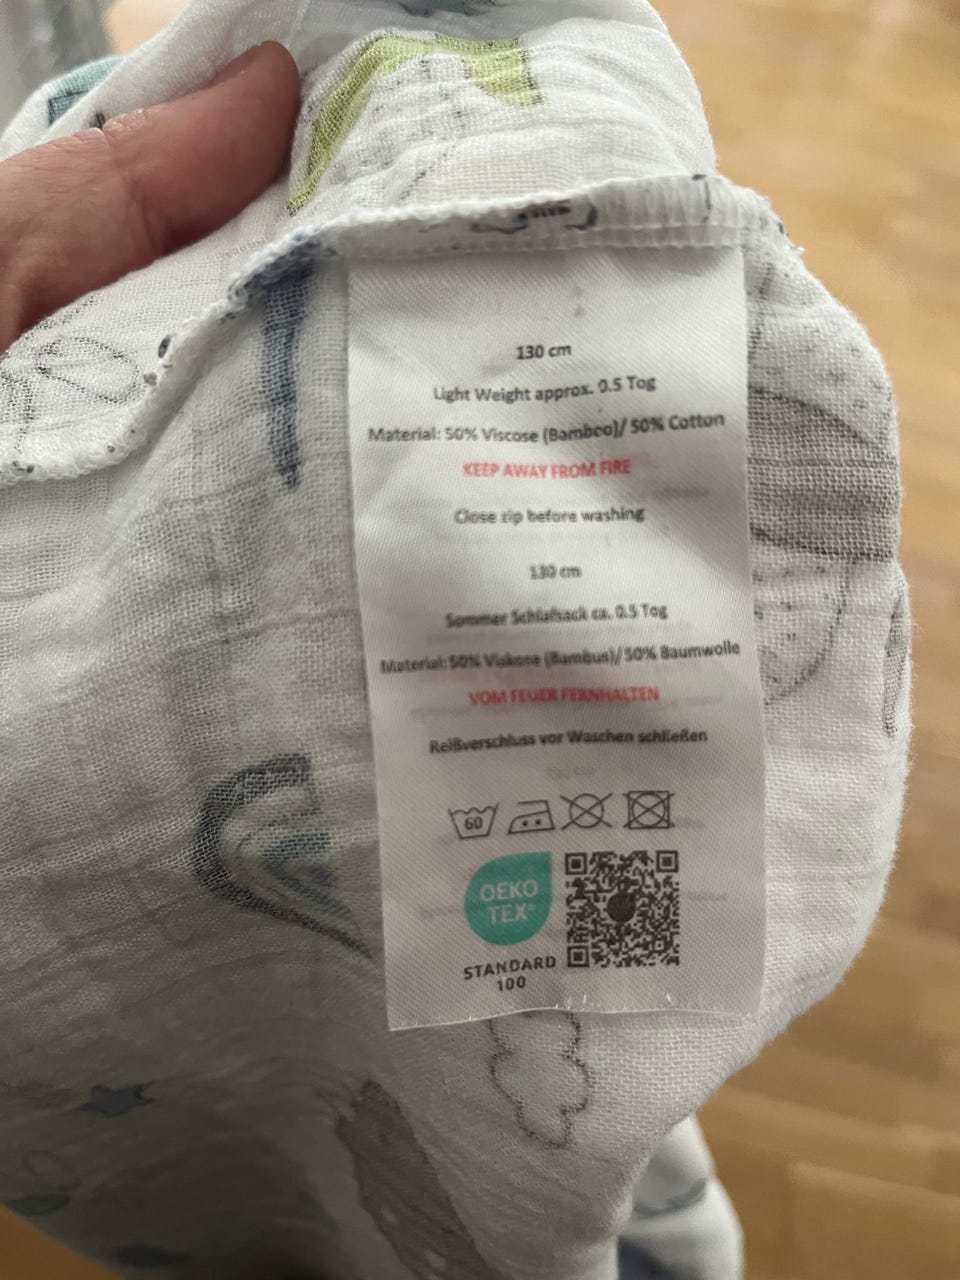 130 cm
Light Weight approx. 0.5 Tog
Material: 50% Viscose (Bamboo)/ 50% Cotton
KEEP AWAY FROM FIRE
Close zip before washing
130 cm
Sommer Schlafsack ca. 0.5 Tog
Material: 50% Viskose (Bambus)/ 50% Baumwolle
VOM FEUER FERNHALTEN
Reißverschluss vor Waschen schließen
60
OEKO
TEX®
STANDARD
100